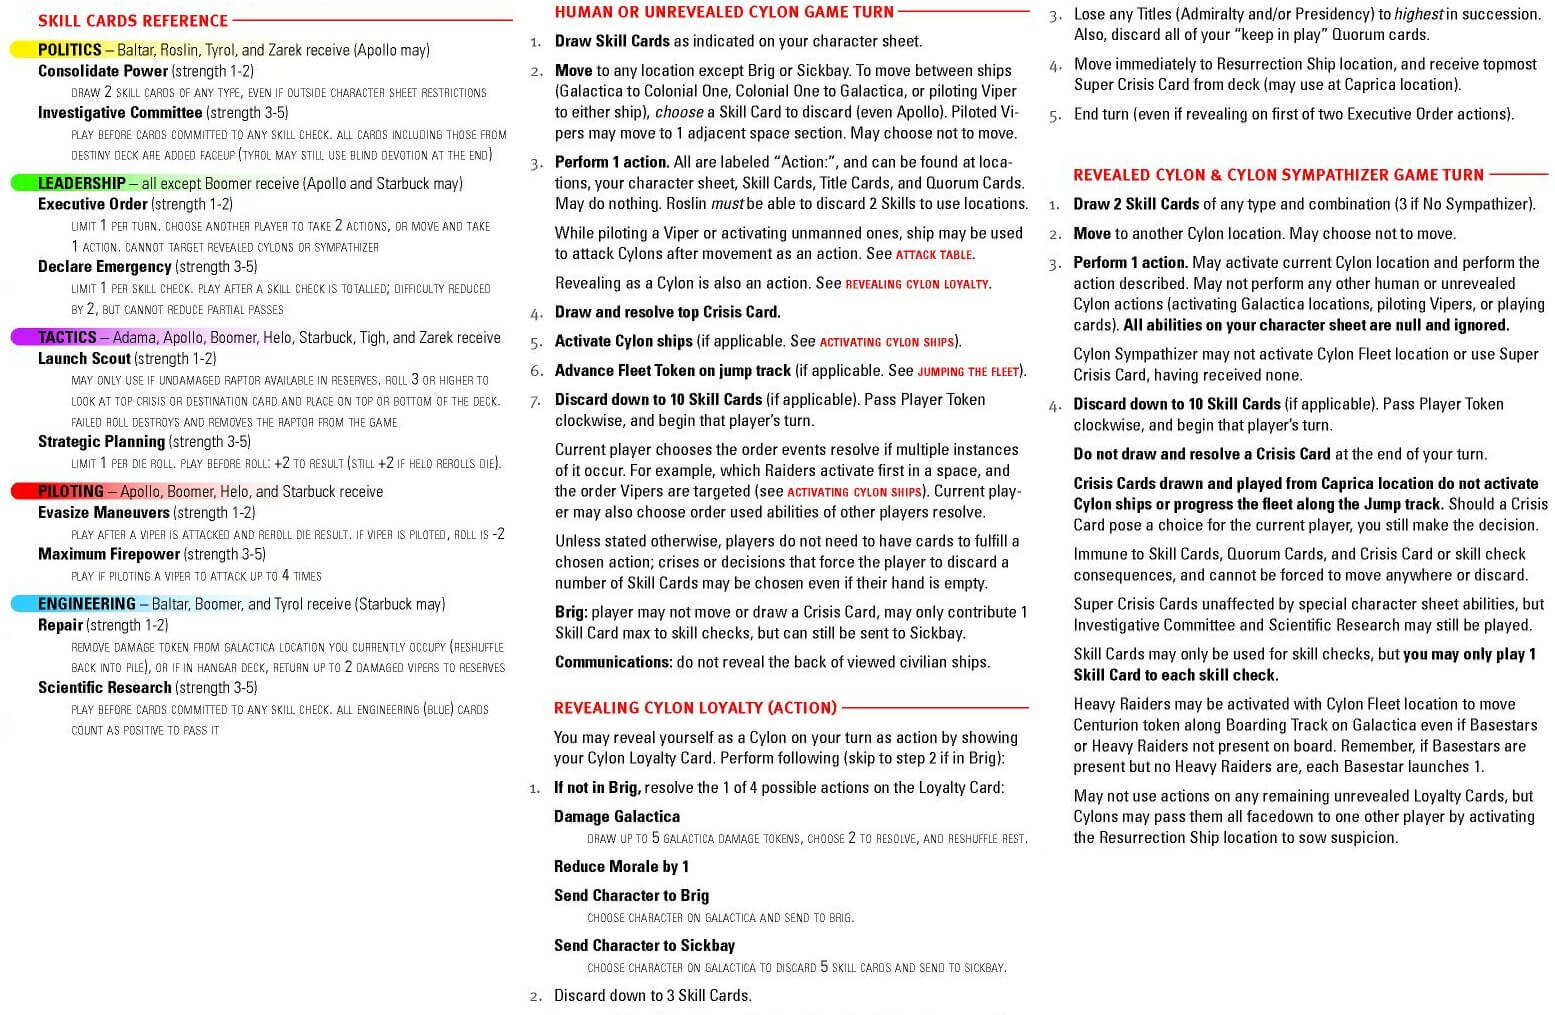 SKILL CARDS REFERENCE
POLITICS – Baltar, Roslin, Tyrol, and Zarek receive (Apollo may)
Consolidate Power (strength 1-2)
DRAW 2 SKILL CARDS OF ANY TYPE, EVEN IF OUTSIDE CHARACTER SHEET RESTRICTIONS
Investigative Committee (strength 3-5)
PLAY BEFORE CARDS COMMITTED TO ANY SKILL CHECK. ALL CARDS INCLUDING THOSE FROM
DESTINY DECK ARE ADDED FACEUP (TYROL MAY STILL USE BLIND DEVOTION AT THE END)
LEADERSHIP – all except Boomer receive (Apollo and Starbuck may)
Executive Order (strength 1-2)
LIMIT 1 PER TURN. CHOOSE ANOTHER PLAYER TO TAKE 2 ACTIONS, OR MOVE AND TAKE
1 ACTION. CANNOT TARGET REVEALED CYLONS OR SYMPATHIZER
Declare Emergency (strength 3-5)
LIMIT 1 PER SKILL CHECK. PLAY AFTER A SKILL CHECK IS TOTALLED; DIFFICULTY REDUCED
BY 2, BUT CANNOT REDUCE PARTIAL PASSES
TACTICS – Adama, Apollo, Boomer, Helo, Starbuck, Tigh, and Zarek receive
Launch Scout (strength 1-2)
MAY ONLY USE IF UNDAMAGED RAPTOR AVAILABLE IN RESERVES. ROLL 3 OR HIGHER TO
LOOK AT TOP CRISIS OR DESTINATION CARD AND PLACE ON TOP OR BOTTOM OF THE DECK.
FAILED ROLL DESTROYS AND REMOVES THE RAPTOR FROM THE GAME
Strategic Planning (strength 3-5)
LIMIT 1 PER DIE ROLL. PLAY BEFORE ROLL: +2 TO RESULT (STILL +2 IF HELO REROLLS DIE).
PILOTING – Apollo, Boomer, Helo, and Starbuck receive
Evasize Maneuvers (strength 1-2)
PLAY AFTER A VIPER IS ATTACKED AND REROLL DIE RESULT. IF VIPER IS PILOTED, ROLL IS -2
Maximum Firepower (strength 3-5)
PLAY IF PILOTING A VIPER TO ATTACK UP TO 4 TIMES
ENGINEERING – Baltar, Boomer, and Tyrol receive (Starbuck may)
Repair (strength 1-2)
REMOVE DAMAGE TOKEN FROM GALACTICA LOCATION YOU CURRENTLY OCCUPY (RESHUFFLE
BACK INTO PILE), OR IF IN HANGAR DECK, RETURN UP TO 2 DAMAGED VIPERS TO RESERVES
Scientific Research (strength 3-5)
PLAY BEFORE CARDS COMMITTED TO ANY SKILL CHECK. ALL ENGINEERING (BLUE) CARDS
COUNT AS POSITIVE TO PASS IT
HUMAN OR UNREVEALED CYLON GAME TURN
1. Draw Skill Cards as indicated on your character sheet.
2. Move to any location except Brig or Sickbay. To move between ships
(Galactica to Colonial One, Colonial One to Galactica, or piloting Viper
to either ship), choose a Skill Card to discard (even Apollo). Piloted Vi-
pers may move to 1 adjacent space section. May choose not to move.
3. Perform 1 action. All are labeled “Action:”, and can be found at loca-
tions, your character sheet, Skill Cards, Title Cards, and Quorum Cards.
May do nothing. Roslin must be able to discard 2 Skills to use locations.
While piloting a Viper or activating unmanned ones, ship may be used
to attack Cylons after movement as an action. See ATTACK TABLE.
Revealing as a Cylon is also an action. See REVEALING CYLON LOYALTY.
4. Draw and resolve top Crisis Card.
5. Activate Cylon ships (if applicable. See ACTIVATING CYLON SHIPS).
6. Advance Fleet Token on jump track (if applicable. See JUMPING THE FLEET).
7. Discard down to 10 Skill Cards (if applicable). Pass Player Token
clockwise, and begin that player’s turn.
Current player chooses the order events resolve if multiple instances
of it occur. For example, which Raiders activate first in a space, and
the order Vipers are targeted (see ACTIVATING CYLON SHIPS). Current play-
er may also choose order used abilities of other players resolve.
Unless stated otherwise, players do not need to have cards to fulfill a
chosen action; crises or decisions that force the player to discard a
number of Skill Cards may be chosen even if their hand is empty.
Brig: player may not move or draw a Crisis Card, may only contribute 1
Skill Card max to skill checks, but can still be sent to Sickbay.
Communications: do not reveal the back of viewed civilian ships.
REVEALING CYLON LOYALTY (ACTION)
You may reveal yourself as a Cylon on your turn as action by showing
your Cylon Loyalty Card. Perform following (skip to step 2 if in Brig):
1. If not in Brig, resolve the 1 of 4 possible actions on the Loyalty Card:
Damage Galactica
DRAW UP TO 5 GALACTICA DAMAGE TOKENS, CHOOSE 2 TO RESOLVE, AND RESHUFFLE REST.
Reduce Morale by 1
Send Character to Brig
CHOOSE CHARACTER ON GALACTICA AND SEND TO BRIG.
Send Character to Sickbay
CHOOSE CHARACTER ON GALACTICA TO DISCARD 5 SKILL CARDS AND SEND TO SICKBAY.
2. Discard down to 3 Skill Cards.
3. Lose any Titles (Admiralty and/or Presidency) to highest in succession.
Also, discard all of your “keep in play” Quorum cards.
4. Move immediately to Resurrection Ship location, and receive topmost
Super Crisis Card from deck (may use at Caprica location).
5. End turn (even if revealing on first of two Executive Order actions).
REVEALED CYLON & CYLON SYMPATHIZER GAME TURN
1. Draw 2 Skill Cards of any type and combination (3 if No Sympathizer).
2. Move to another Cylon location. May choose not to move.
3. Perform 1 action. May activate current Cylon location and perform the
action described. May not perform any other human or unrevealed
Cylon actions (activating Galactica locations, piloting Vipers, or playing
cards). All abilities on your character sheet are null and ignored.
Cylon Sympathizer may not activate Cylon Fleet location or use Super
Crisis Card, having received none.
4. Discard down to 10 Skill Cards (if applicable). Pass Player Token
clockwise, and begin that player’s turn.
Do not draw and resolve a Crisis Card at the end of your turn.
Crisis Cards drawn and played from Caprica location do not activate
Cylon ships or progress the fleet along the Jump track. Should a Crisis
Card pose a choice for the current player, you still make the decision.
Immune to Skill Cards, Quorum Cards, and Crisis Card or skill check
consequences, and cannot be forced to move anywhere or discard.
Super Crisis Cards unaffected by special character sheet abilities, but
Investigative Committee and Scientific Research may still be played.
Skill Cards may only be used for skill checks, but you may only play 1
Skill Card to each skill check.
Heavy Raiders may be activated with Cylon Fleet location to move
Centurion token along Boarding Track on Galactica even if Basestars
or Heavy Raiders not present on board. Remember, if Basestars are
present but no Heavy Raiders are, each Basestar launches 1.
May not use actions on any remaining unrevealed Loyalty Cards, but
Cylons may pass them all facedown to one other player by activating
the Resurrection Ship location to sow suspicion.